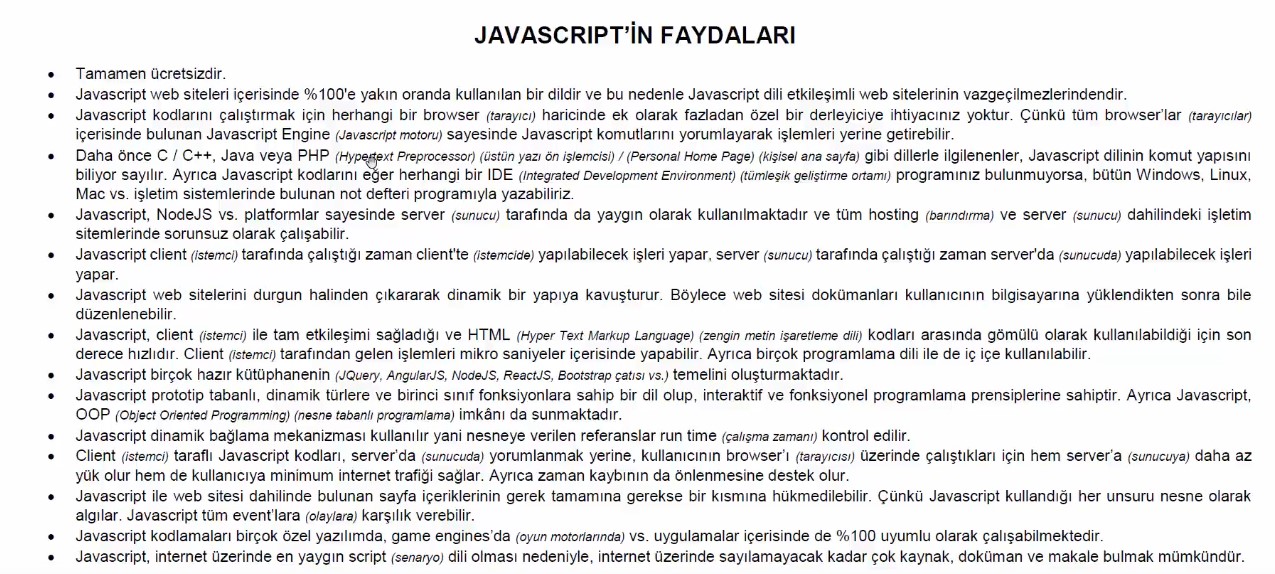 JAVASCRIPT’İN FAYDALARI
• Tamamen ücretsizdir.
• Javascript web siteleri içerisinde %100'e yakın oranda kullanılan bir dildir ve bu nedenle Javascript dili etkileşimli web sitelerinin vazgeçilmezlerindendir.
• Javascript kodlarını çalıştırmak için herhangi bir browser (tarayıcı) haricinde ek olarak fazladan özel bir derleyiciye ihtiyacınız yoktur. Çünkü tüm browser’lar (tarayıcılar)
içerisinde bulunan Javascript Engine (Javascript motoru) sayesinde Javascript komutlarını yorumlayarak işlemleri yerine getirebilir.
• Daha önce C / C++, Java veya PHP (Hypertext Preprocessor) (üstün yazı ön işlemcisi) / (Personal Home Page) (kişisel ana sayfa) gibi dillerle ilgilenenler, Javascript dilinin komut yapısını
biliyor sayılır. Ayrıca Javascript kodlarını eğer herhangi bir IDE (Integrated Development Environment) (tümleşik geliştirme ortamı) programınız bulunmuyorsa, bütün Windows, Linux,
Mac vs. işletim sistemlerinde bulunan not defteri programıyla yazabiliriz.
• Javascript, NodeJS vs. platformlar sayesinde server (sunucu) tarafında da yaygın olarak kullanılmaktadır ve tüm hosting (barındırma) ve server (sunucu) dahilindeki işletim
sitemlerinde sorunsuz olarak çalışabilir.
• Javascript client (istemci) tarafında çalıştığı zaman client'te (istemcide) yapılabilecek işleri yapar, server (sunucu) tarafında çalıştığı zaman server'da (sunucuda) yapılabilecek işleri
yapar.
• Javascript web sitelerini durgun halinden çıkararak dinamik bir yapıya kavuşturur. Böylece web sitesi dokümanları kullanıcının bilgisayarına yüklendikten sonra bile
düzenlenebilir.
• Javascript, client (istemci) ile tam etkileşimi sağladığı ve HTML (Hyper Text Markup Language) (zengin metin işaretleme dili) kodları arasında gömülü olarak kullanılabildiği için son
derece hızlıdır. Client (istemci) tarafından gelen işlemleri mikro saniyeler içerisinde yapabilir. Ayrıca birçok programlama dili ile de iç içe kullanılabilir.
• Javascript birçok hazır kütüphanenin (JQuery, AngularJS, NodeJS, ReactJS, Bootstrap çatısı vs.) temelini oluşturmaktadır.
• Javascript prototip tabanlı, dinamik türlere ve birinci sınıf fonksiyonlara sahip bir dil olup, interaktif ve fonksiyonel programlama prensiplerine sahiptir. Ayrıca Javascript,
OOP (Object Oriented Programming) (nesne tabanlı programlama) imkânı da sunmaktadır.
• Javascript dinamik bağlama mekanizması kullanılır yani nesneye verilen referanslar run time (çalışma zamanı) kontrol edilir.
• Client (istemci) taraflı Javascript kodları, server’da (sunucuda) yorumlanmak yerine, kullanıcının browser’ı (tarayıcısı) üzerinde çalıştıkları için hem server’a (sunucuya) daha az
yük olur hem de kullanıcıya minimum internet trafiği sağlar. Ayrıca zaman kaybının da önlenmesine destek olur.
• Javascript ile web sitesi dahilinde bulunan sayfa içeriklerinin gerek tamamına gerekse bir kısmına hükmedilebilir. Çünkü Javascript kullandığı her unsuru nesne olarak
algılar. Javascript tüm event’lara (olaylara) karşılık verebilir.
• Javascript kodlamaları birçok özel yazılımda, game engines’da (oyun motorlarında) vs. uygulamalar içerisinde de %100 uyumlu olarak çalışabilmektedir.
• Javascript, internet üzerinde en yaygın script (senaryo) dili olması nedeniyle, internet üzerinde sayılamayacak kadar çok kaynak, doküman ve makale bulmak mümkündür.